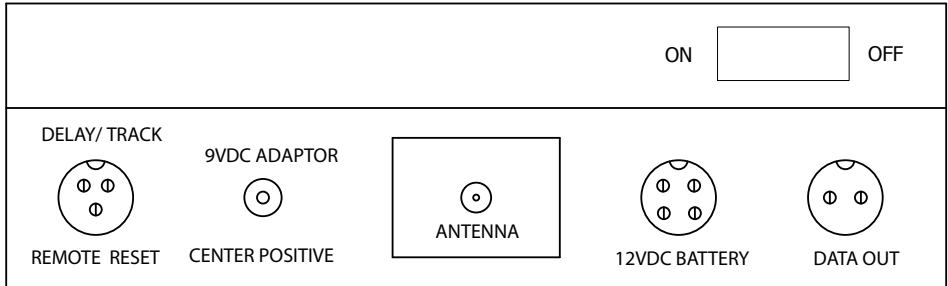 ON
OFF
DELAY/ TRACK
REMOTE RESET
9VDC ADAPTOR
CENTER POSITIVE
ANTENNA
12VDC BATTERY
DATA OUT